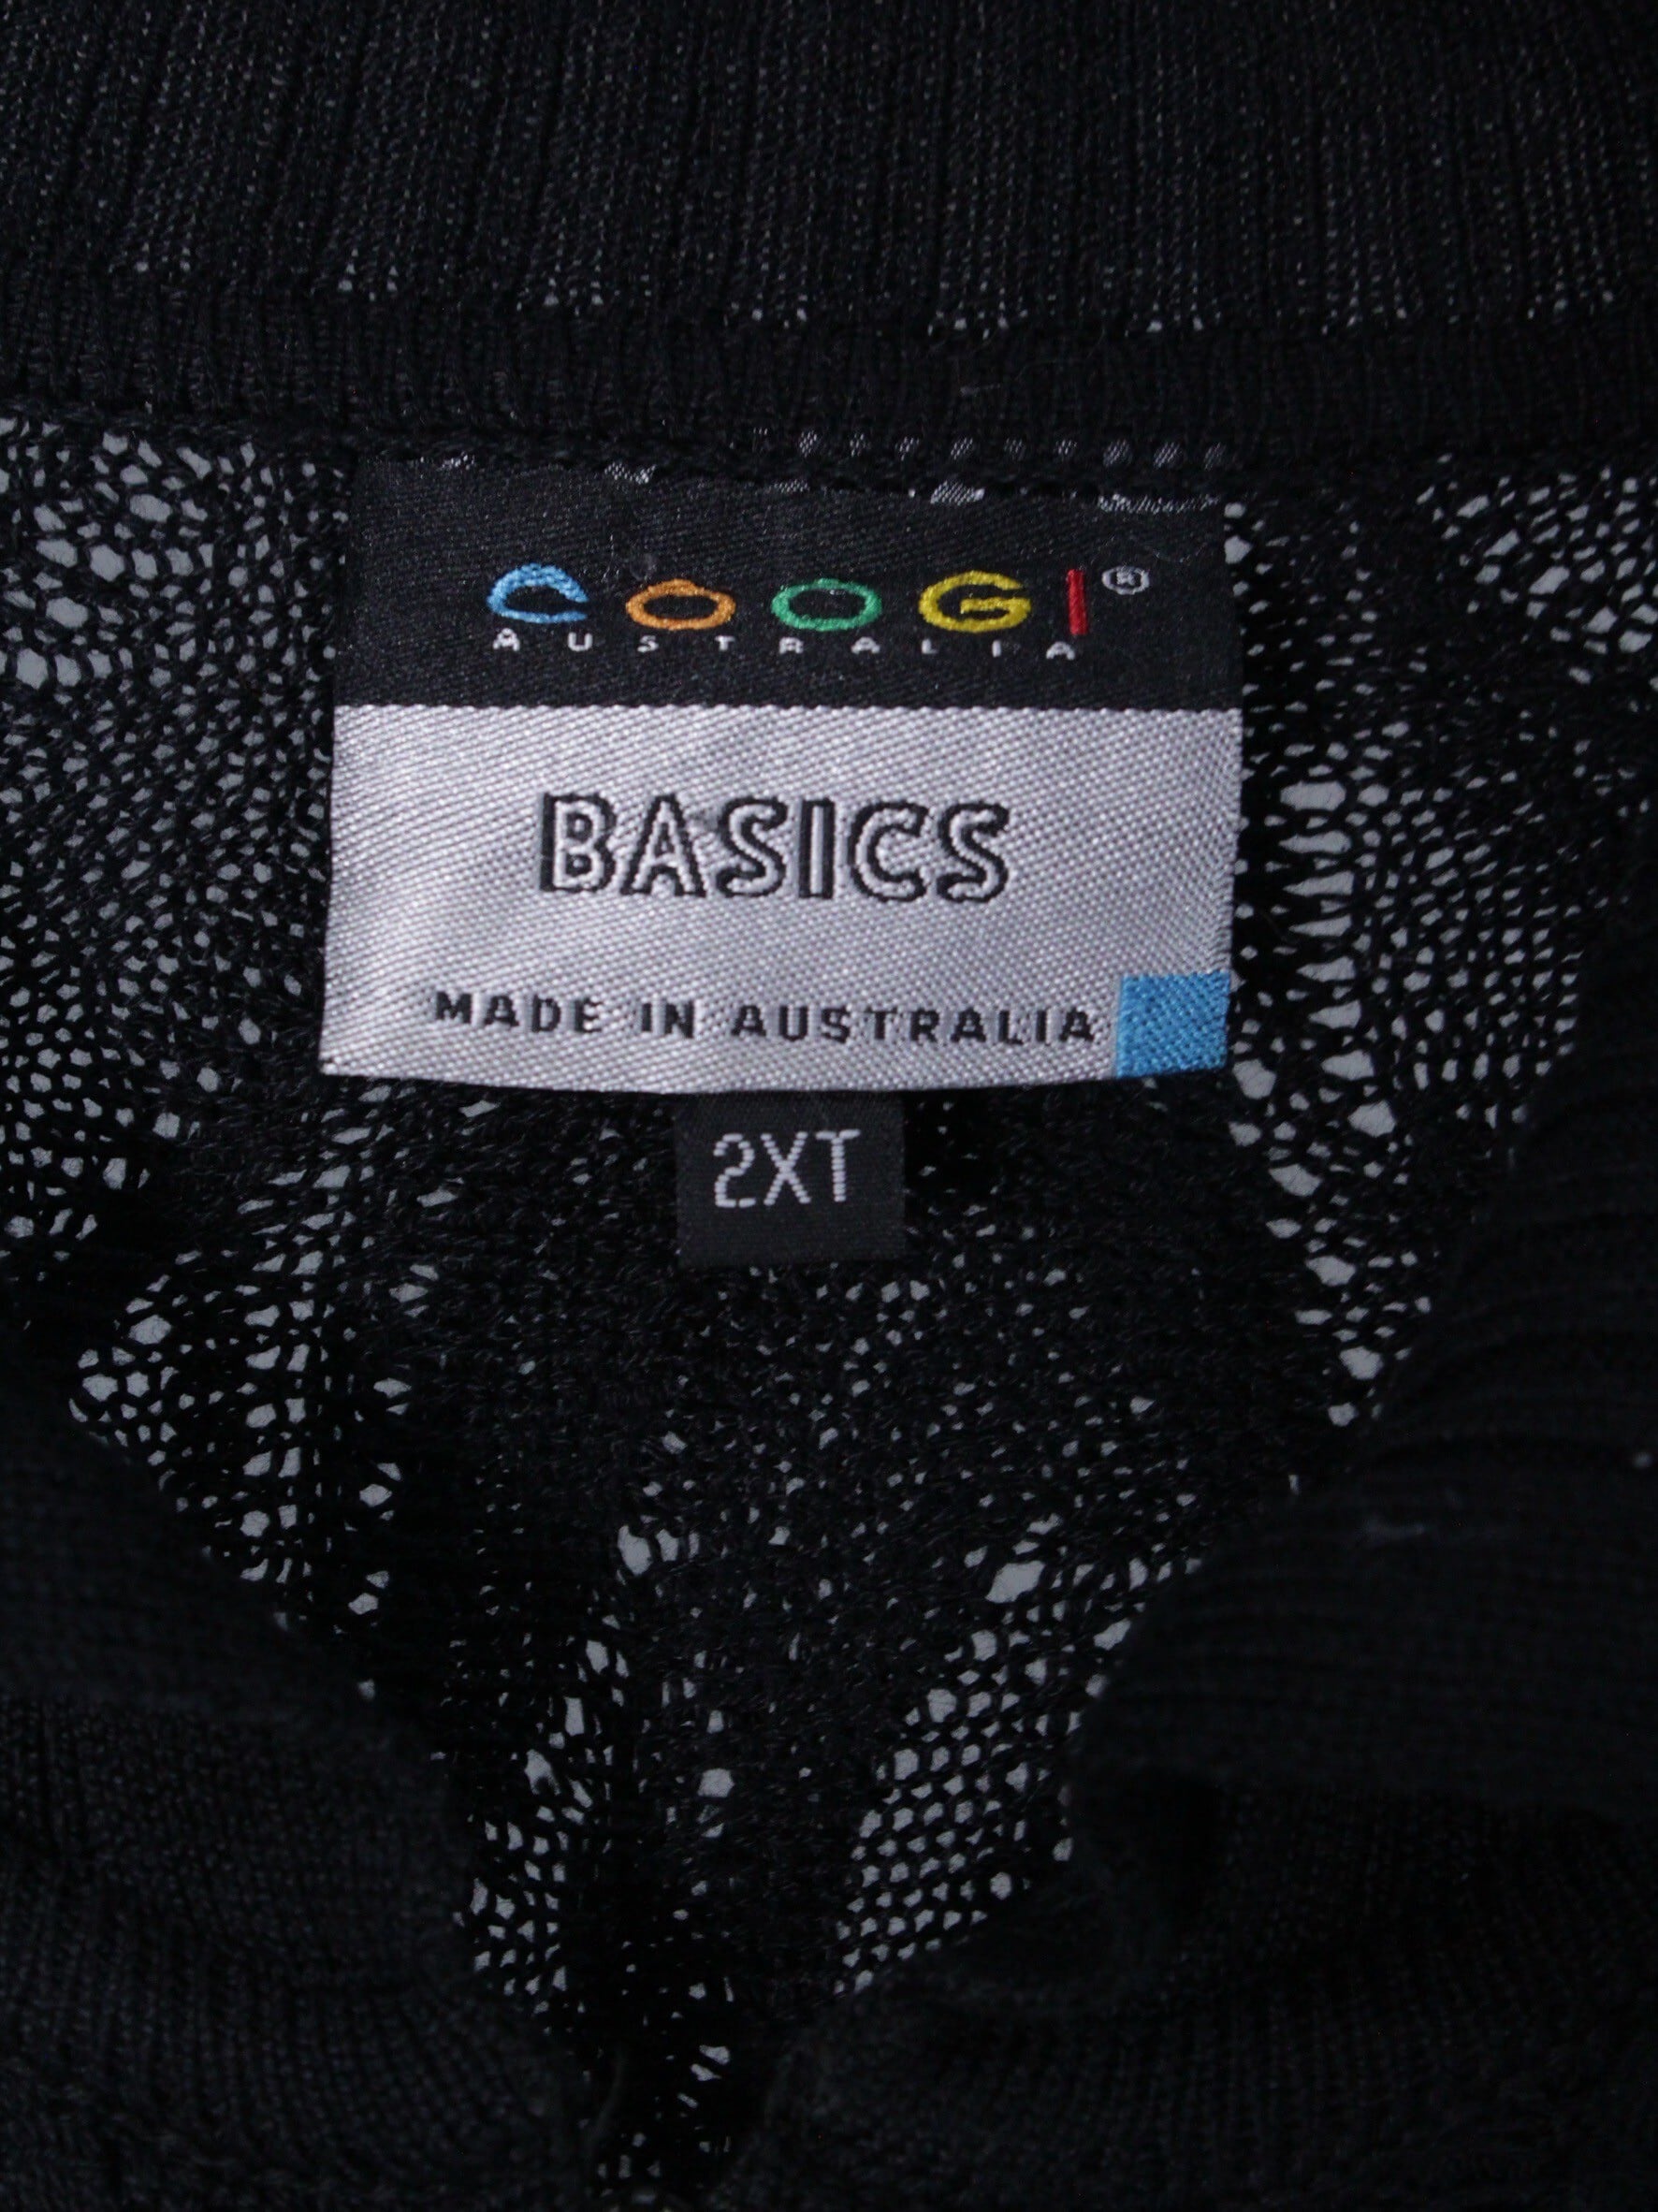 COOGI®
AUSTRALIA
BASICS
MADE IN AUSTRALIA
2XT